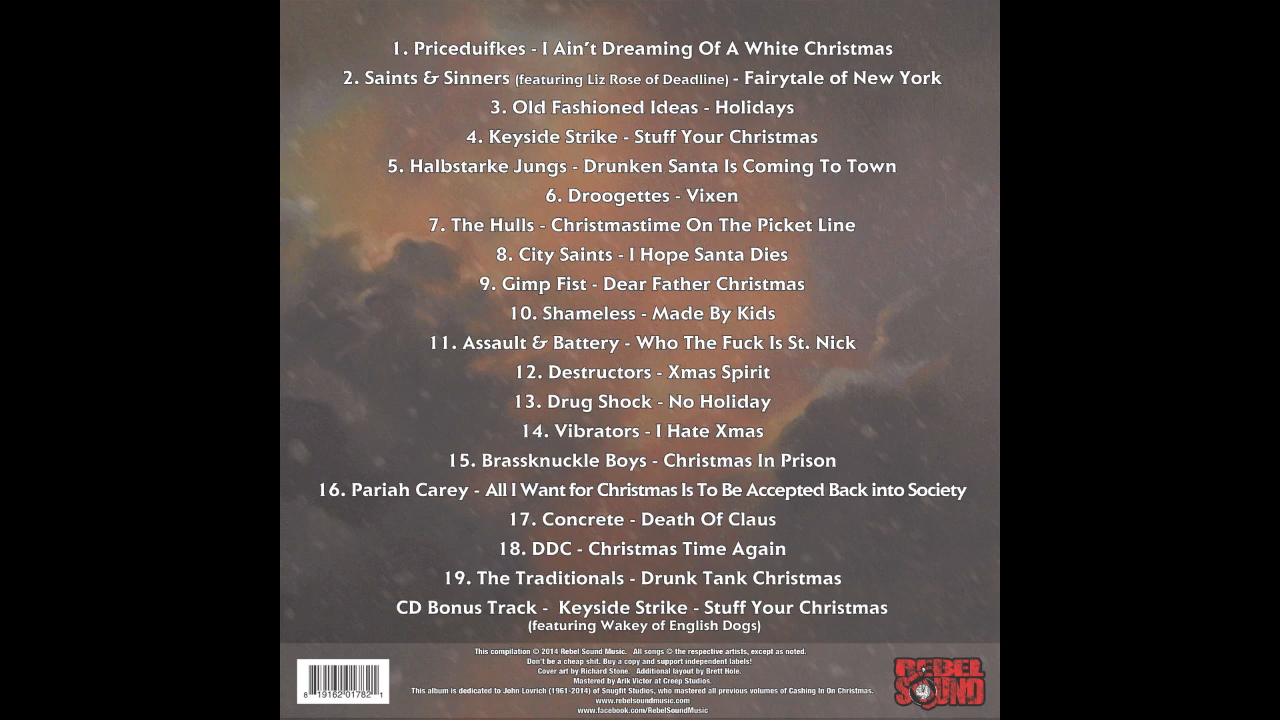 1. Priceduifkes - I Ain't Dreaming Of A White Christmas
2. Saints & Sinners (featuring Liz Rose of Deadline) - Fairytale of New York
3. Old Fashioned Ideas - Holidays
4. Keyside Strike - Stuff Your Christmas
5. Halbstarke Jungs - Drunken Santa Is Coming To Town
6. Droogettes - Vixen
7. The Hulls - Christmastime On The Picket Line
8. City Saints - I Hope Santa Dies
9. Gimp Fist - Dear Father Christmas
10. Shameless - Made By Kids
11. Assault & Battery - Who The Fuck Is St. Nick
12. Destructors - Xmas Spirit
13. Drug Shock - No Holiday
14. Vibrators - I Hate Xmas
15. Brassknuckle Boys - Christmas In Prison
16. Pariah Carey - All I Want for Christmas Is To Be Accepted Back into Society
17. Concrete - Death Of Claus
18. DDC - Christmas Time Again
19. The Traditionals - Drunk Tank Christmas
CD Bonus Track - Keyside Strike - Stuff Your Christmas
(featuring Wakey of English Dogs)
This compilation © 2014 Rebel Sound Music. All songs © the respective artists, except as noted.
Don't be a cheap shit. Buy a copy and support independent labels!
Cover art by Richard Stone. Additional layout by Brett Hole.
Mastered by Arik Victor at Creep Studios.
This album is dedicated to John Lovrich (1961-2014) of Snugfit Studios, who mastered all previous volumes of Cashing In On Christmas.
www.rebelsoundmusic.com
www.facebook.com/RebelSoundMusic
8 19162 01782 1
REBEL
SOUND